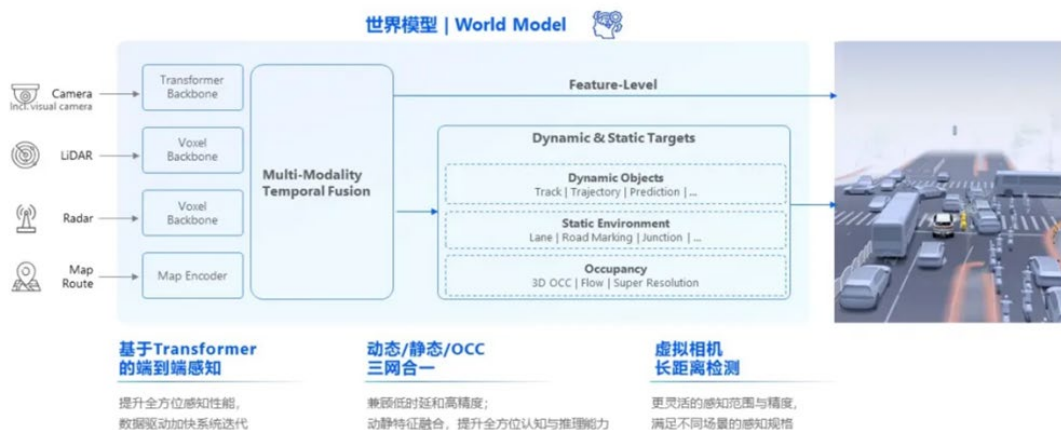 世界模型 | World Model
Camera
Incl. visual camera
LiDAR
Radar
Map
Route
Transformer
Backbone
Voxel
Backbone
Voxel
Backbone
Map Encoder
Multi-Modality
Temporal Fusion
Feature-Level
Dynamic & Static Targets
Dynamic Objects
Track | Trajectory | Prediction | ...
Static Environment
Lane | Road Marking | Junction | ...
Occupancy
3D OCC | Flow | Super Resolution
基于Transformer
的端到端感知
提升全方位感知性能，
数据驱动加快系统迭代
动态/静态/OCC
三网合一
兼顾低时延和高精度；
动静特征融合，提升全方位认知与推理能力
虚拟相机
长距离检测
更灵活的感知范围与精度，
满足不同场景的感知规格